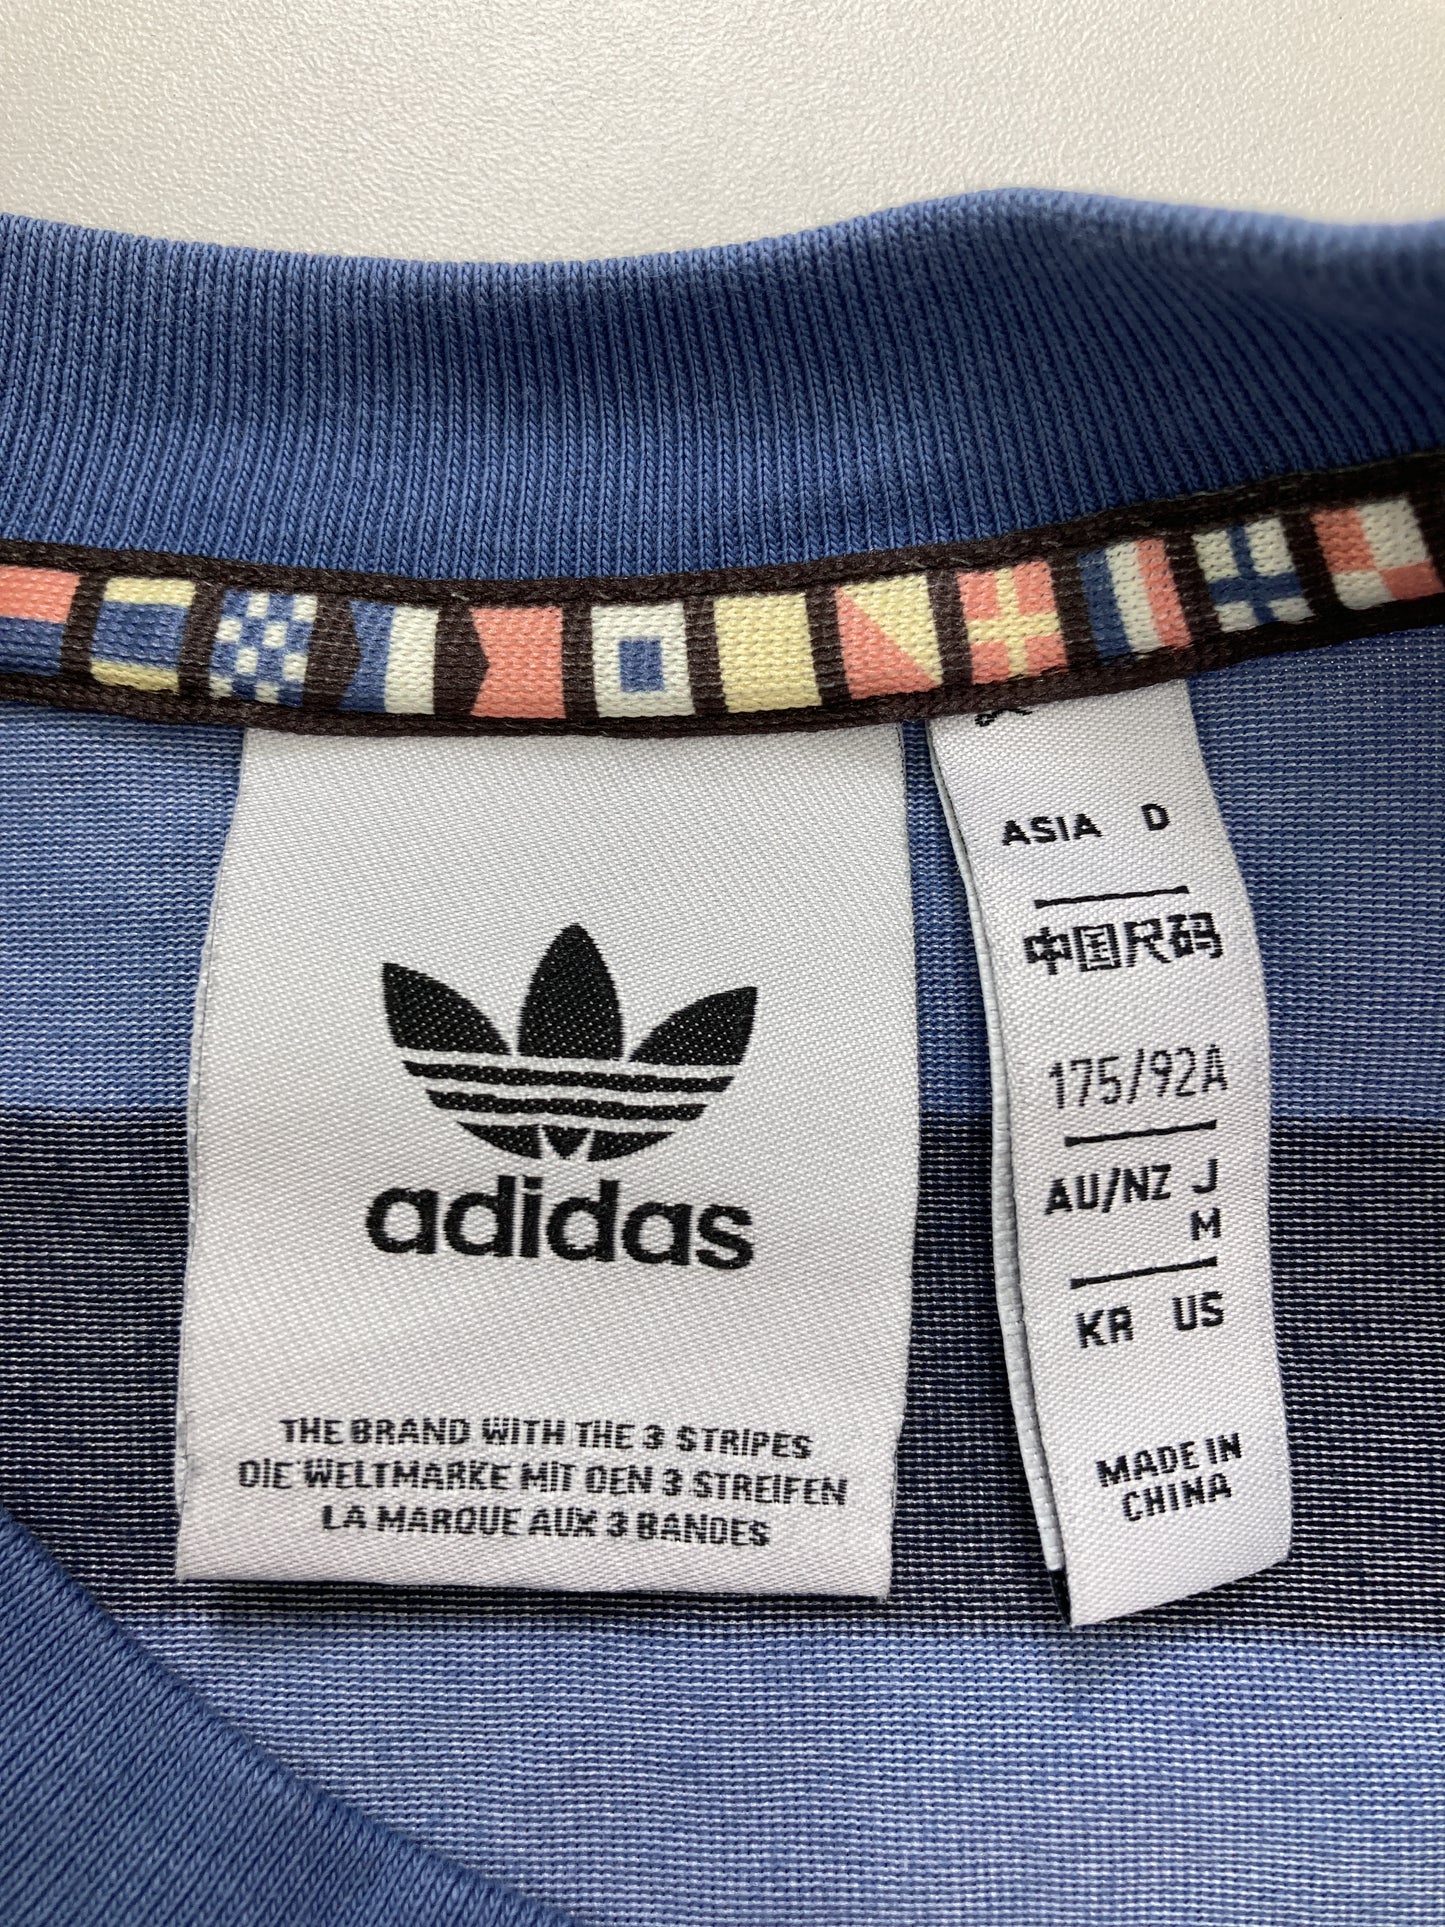 adidas
THE BRAND WITH THE 3 STRIPES
DIE WELTMARKE MIT DEN 3 STREIFEN
LA MARQUE AUX 3 BANDES
ASIA D
中国尺码
175/92A
AU/NZ J
M
KR US
MADE IN
CHINA